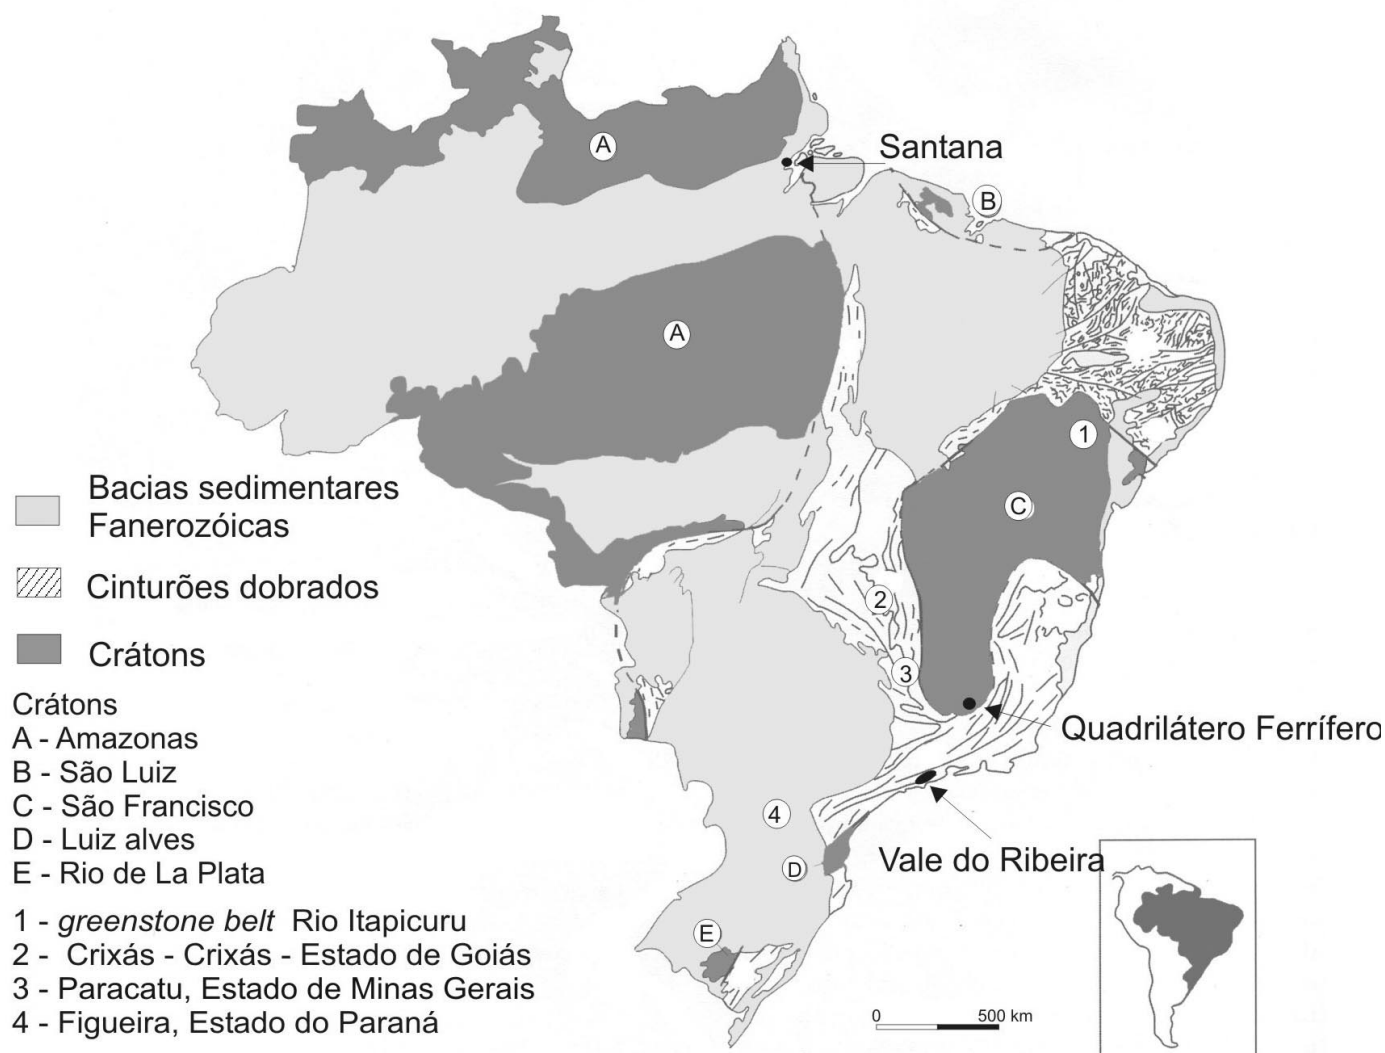 A
Santana
B
A
1
C
Bacias sedimentares
Fanerozóicas
Cinturões dobrados
2
Crátons
3
Crátons
A - Amazonas
B - São Luiz
C - São Francisco
D - Luiz alves
E - Rio de La Plata
Quadrilátero Ferrífero
4
Vale do Ribeira
D
E
1 - greenstone belt Rio Itapicuru
2 - Crixás - Crixás - Estado de Goiás
3 - Paracatu, Estado de Minas Gerais
4 - Figueira, Estado do Paraná
0 500 km